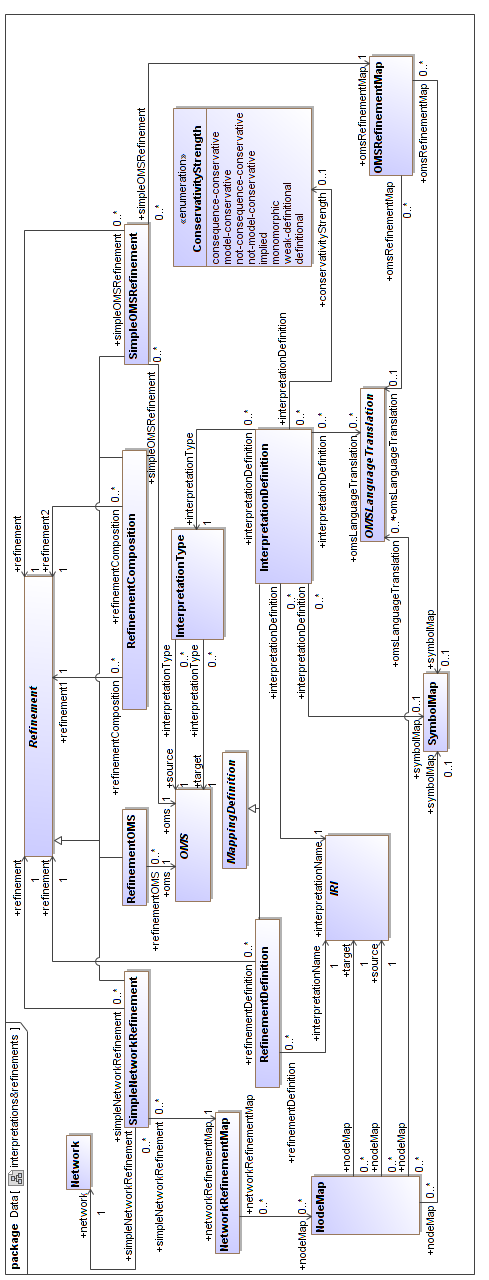 package Data [ interpretations&refinements ]
+refinement
+refinement
1
Refinement
1
+refinement
+refinement2
1
1
+refinement1
1
Network
+network
1
+simpleNetworkRefinement
0..*
+refinementComposition
0..*
+refinementComposition
0..*
+simpleOMSRefinement
0..*
SimpleNetworkRefinement
RefinementOMS
RefinementComposition
SimpleOMSRefinement
+simpleNetworkRefinement
0..*
+simpleNetworkRefinement
0..*
+refinementOMS
0..*
+simpleOMSRefinement
0..*
+simpleOMSRefinement
0..*
+oms
1
+oms
1
+source
1
OMS
+target
1
+interpretationType
0..*
InterpretationType
+interpretationType
0..*
+interpretationType
1
«enumeration»
ConservativityStrength
consequence-conservative
model-conservative
not-consequence-conservative
not-model-conservative
implied
monomorphic
weak-definitional
definitional
+networkRefinementMap
1
NetworkRefinementMap
+networkRefinementMap
0..*
MappingDefinition
+refinementDefinition
0..*
RefinementDefinition
+refinementDefinition
0..*
+interpretationDefinition
0..*
InterpretationDefinition
+interpretationDefinition
0..*
+interpretationDefinition
0..*
+interpretationDefinition
0..*
+interpretationDefinition
0..*
+conservativityStrength
0..1
+nodeMap
0..*
NodeMap
+interpretationName
1
+interpretationName
1
IRI
+target
1
+source
1
+nodeMap
0..*
+nodeMap
0..*
+nodeMap
0..*
+nodeMap
0..*
+omsLanguageTranslation
0..*
OMSLanguageTranslation
+omsLanguageTranslation
0..1
+omsLanguageTranslation
0..*
+omsRefinementMap
1
OMSRefinementMap
+omsRefinementMap
0..*
+omsRefinementMap
0..*
+symbolMap
0..1
SymbolMap
+symbolMap
0..1
+symbolMap
0..1